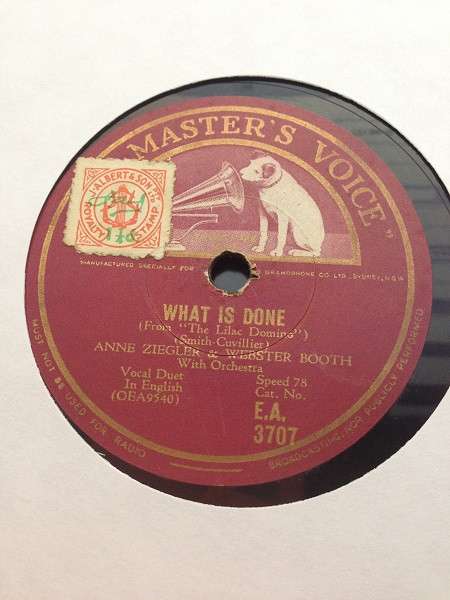 MASTER'S VOICE"
J. ALBERT & SON
ROYALTY
STAMP
MANUFACTURED SPECIALLY FOR GRAMOPHONE CO. LTD., SYDNEY, N.S.W.
WHAT IS DONE
(From "The Lilac Domino")
(Smith-Cuvillier)
ANNE ZIEGLER & WEBSTER BOOTH
With Orchestra
Vocal Duet
In English
(OEA9540)
Speed 78
Cat. No.
E.A.
3707
MUST NOT BE USED FOR RADIO BROADCASTING, NOR PUBLICLY PERFORMED